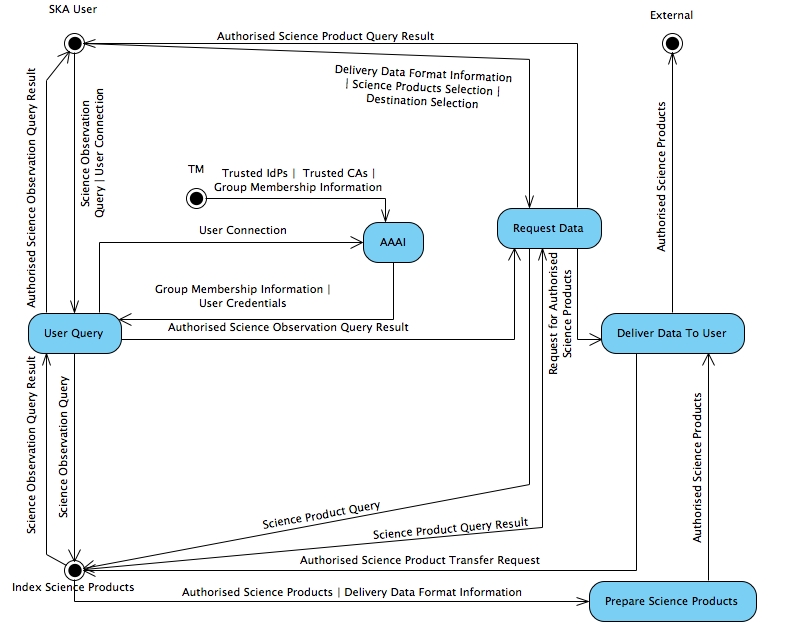 SKA User
External
Authorised Science Product Query Result
Delivery Data Format Information
| Science Products Selection |
Destination Selection
Authorised Science Observation Query Result
Science Observation
Query | User Connection
Authorised Science Products
TM
Trusted IdPs | Trusted CAs |
Group Membership Information
User Connection
AAAI
Request Data
Group Membership Information |
User Credentials
Request for Authorised
Science Products
User Query
Authorised Science Observation Query Result
Deliver Data To User
Science Observation Query Result
Science Observation Query
Authorised Science Products
Science Product Query
Science Product Query Result
Authorised Science Product Transfer Request
Index Science Products
Authorised Science Products | Delivery Data Format Information
Prepare Science Products